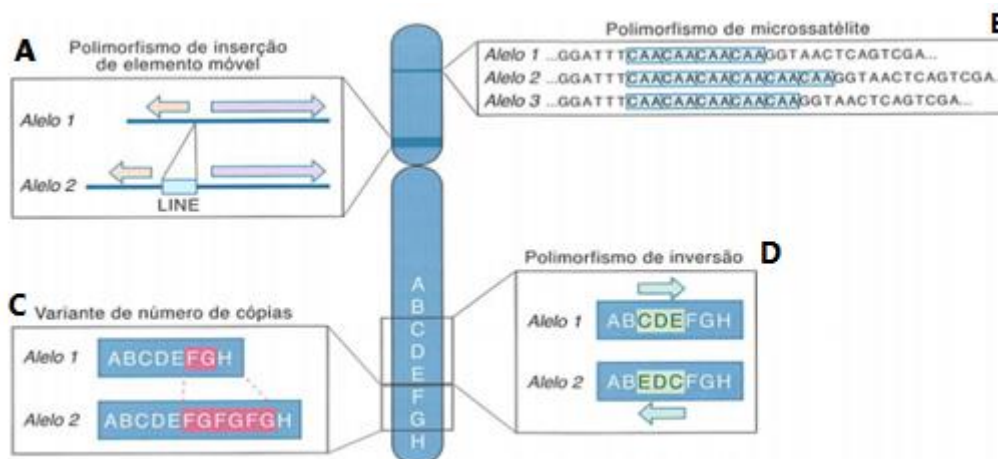 A
Polimorfismo de inserção
de elemento móvel
Alelo 1
Alelo 2
LINE
Polimorfismo de microssatélite
Alelo 1 ...GGATTTCAACAACAACAAGGTAACTCAGTCGA...
Alelo 2 ...GGATTTCAACAACAACAACAACAAGGTAACTCAGTCGA...
Alelo 3 ...GGATTTCAACAACAACAACAAGGTAACTCAGTCGA...
C
Variante de número de cópias
Alelo 1
ABCDEFGH
Alelo 2
ABCDEFGFGFGH
A
B
C
D
E
F
G
H
D
Polimorfismo de inversão
Alelo 1
ABCDEFGH
Alelo 2
ABEDCFGH